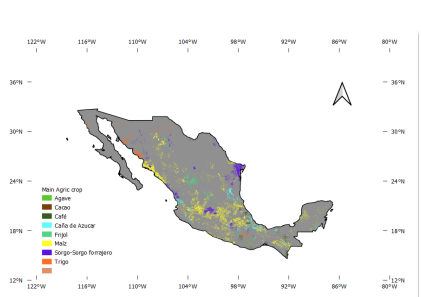 122°W 116°W 110°W 104°W 98°W 92°W 86°W 80°W
36°N 36°N
30°N 30°N
24°N 24°N
Main Agric crop
Agave
Cacao
Café
Caña de Azucar
Frijol
Maiz
Sorgo-Sorgo forrajero
Trigo
18°N 18°N
12°N 12°N
122°W 116°W 110°W 104°W 98°W 92°W 86°W 80°W